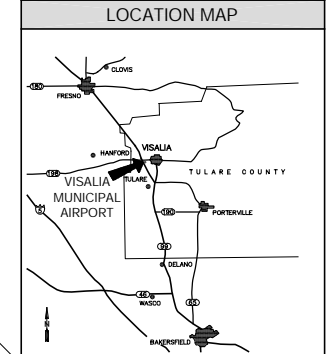 LOCATION MAP
CLOVIS
180
FRESNO
HANFORD
VISALIA
198
TULARE COUNTY
VISALIA
MUNICIPAL
AIRPORT
TULARE
5
190
PORTERVILLE
99
DELANO
46
WASCO
65
N
BAKERSFIELD